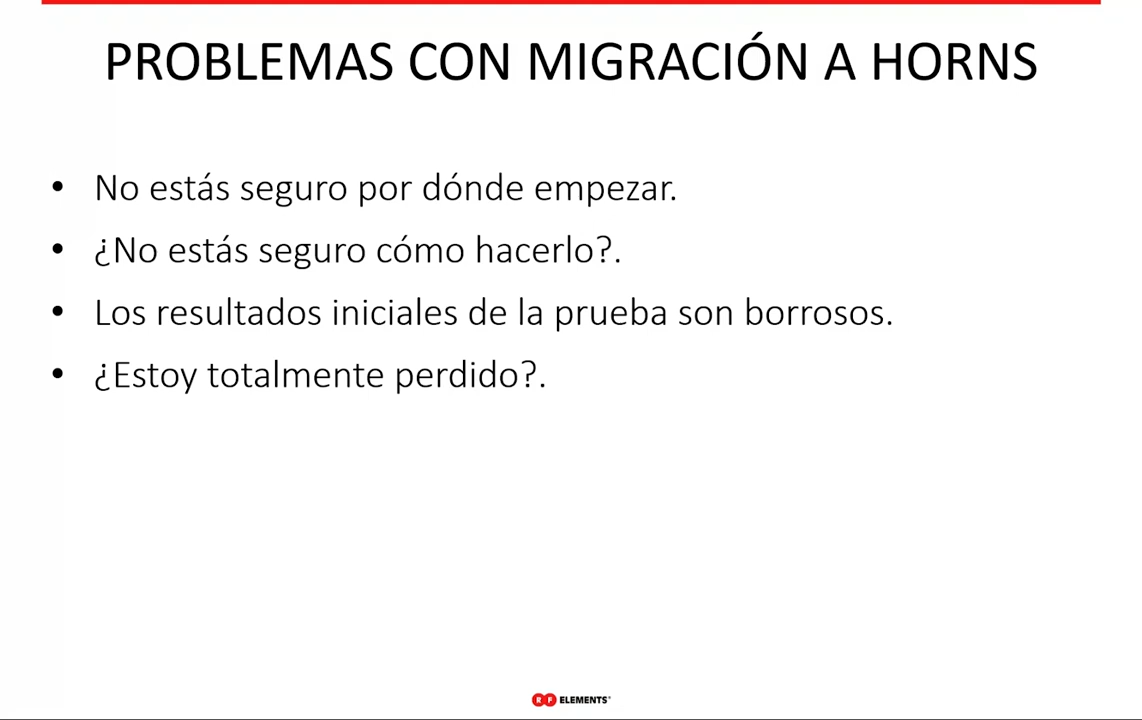 PROBLEMAS CON MIGRACIÓN A HORNS
• No estás seguro por dónde empezar.
• ¿No estás seguro cómo hacerlo?.
• Los resultados iniciales de la prueba son borrosos.
• ¿Estoy totalmente perdido?.
RF ELEMENTS